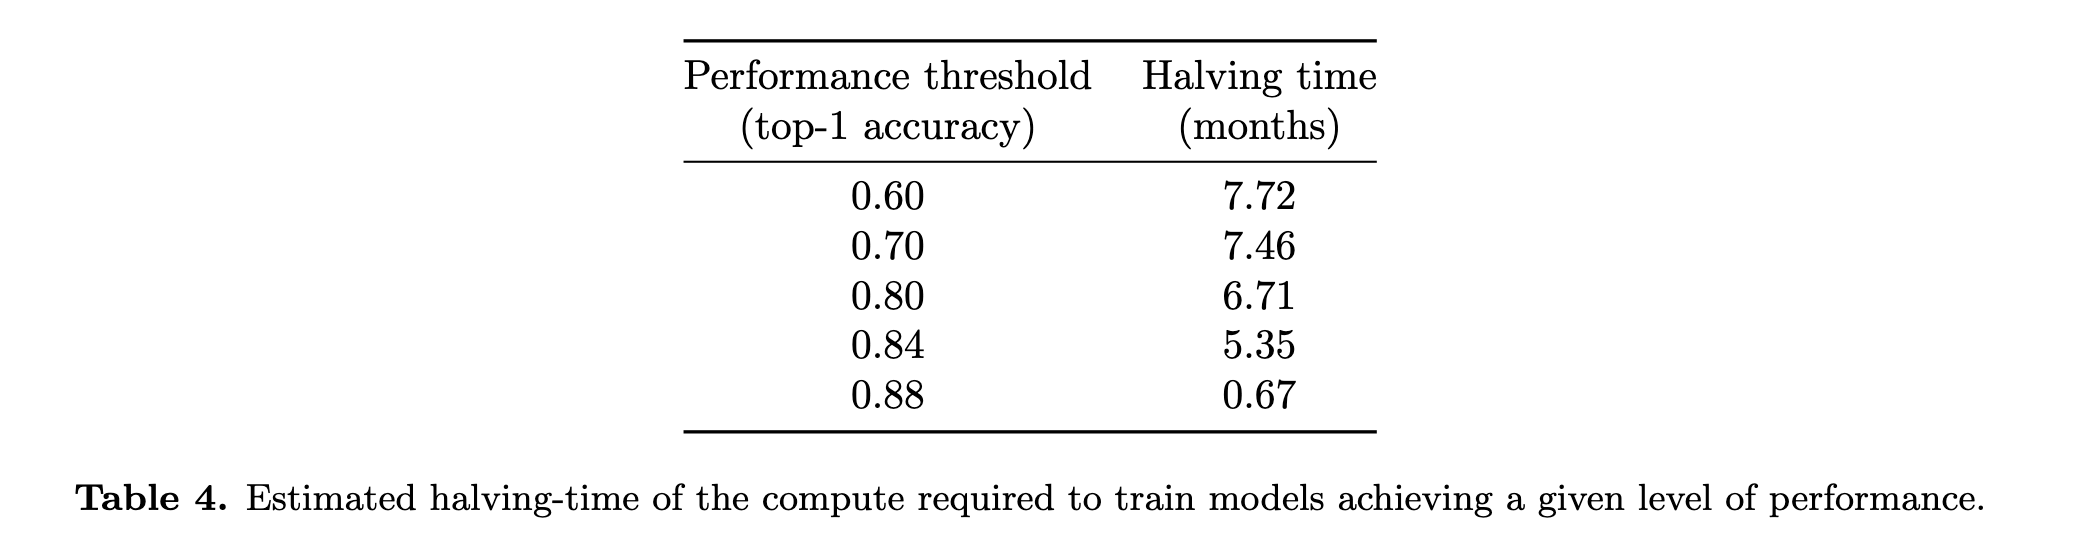 Performance threshold Halving time
(top-1 accuracy) (months)
0.60 7.72
0.70 7.46
0.80 6.71
0.84 5.35
0.88 0.67
Table 4. Estimated halving-time of the compute required to train models achieving a given level of performance.